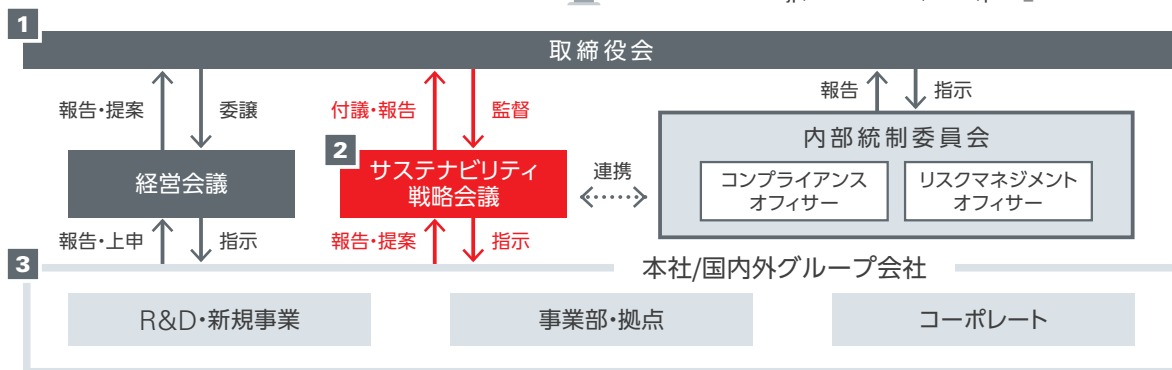 1
取締役会
報告・提案
委譲
付議・報告
監督
報告
指示
2
経営会議
サステナビリティ
戦略会議
連携
内部統制委員会
コンプライアンス
オフィサー
リスクマネジメント
オフィサー
報告・上申
指示
報告・提案
指示
3
本社/国内外グループ会社
R&D・新規事業
事業部・拠点
コーポレート